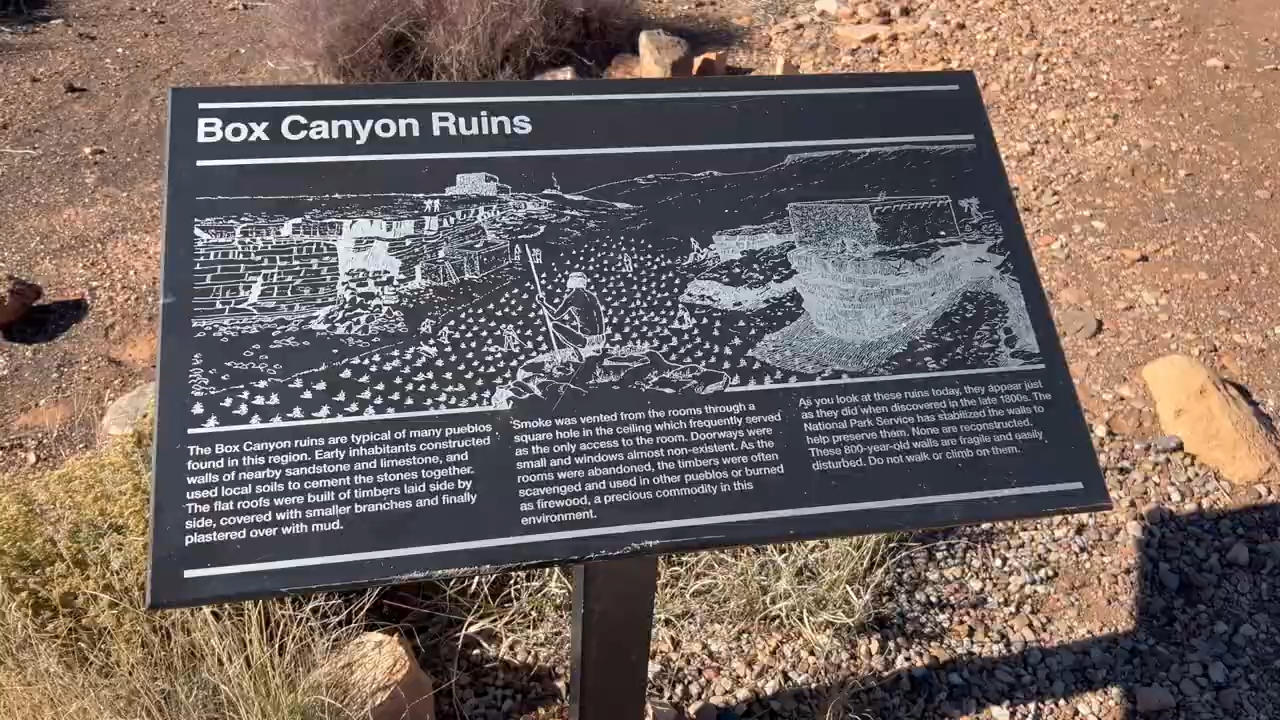 Box Canyon Ruins
The Box Canyon ruins are typical of many pueblos
found in this region. Early inhabitants constructed
walls of nearby sandstone and limestone, and
used local soils to cement the stones together.
The flat roofs were built of timbers laid side by
side, covered with smaller branches and finally
plastered over with mud.
Smoke was vented from the rooms through a
square hole in the ceiling which frequently served
as the only access to the room. Doorways were
small and windows almost non-existent. As the
rooms were abandoned, the timbers were often
scavenged and used in other pueblos or burned
as firewood, a precious commodity in this
environment.
As you look at these ruins today, they appear just
as they did when discovered in the late 1800s. The
National Park Service has stabilized the walls to
help preserve them. None are reconstructed.
These 800-year-old walls are fragile and easily
disturbed. Do not walk or climb on them.